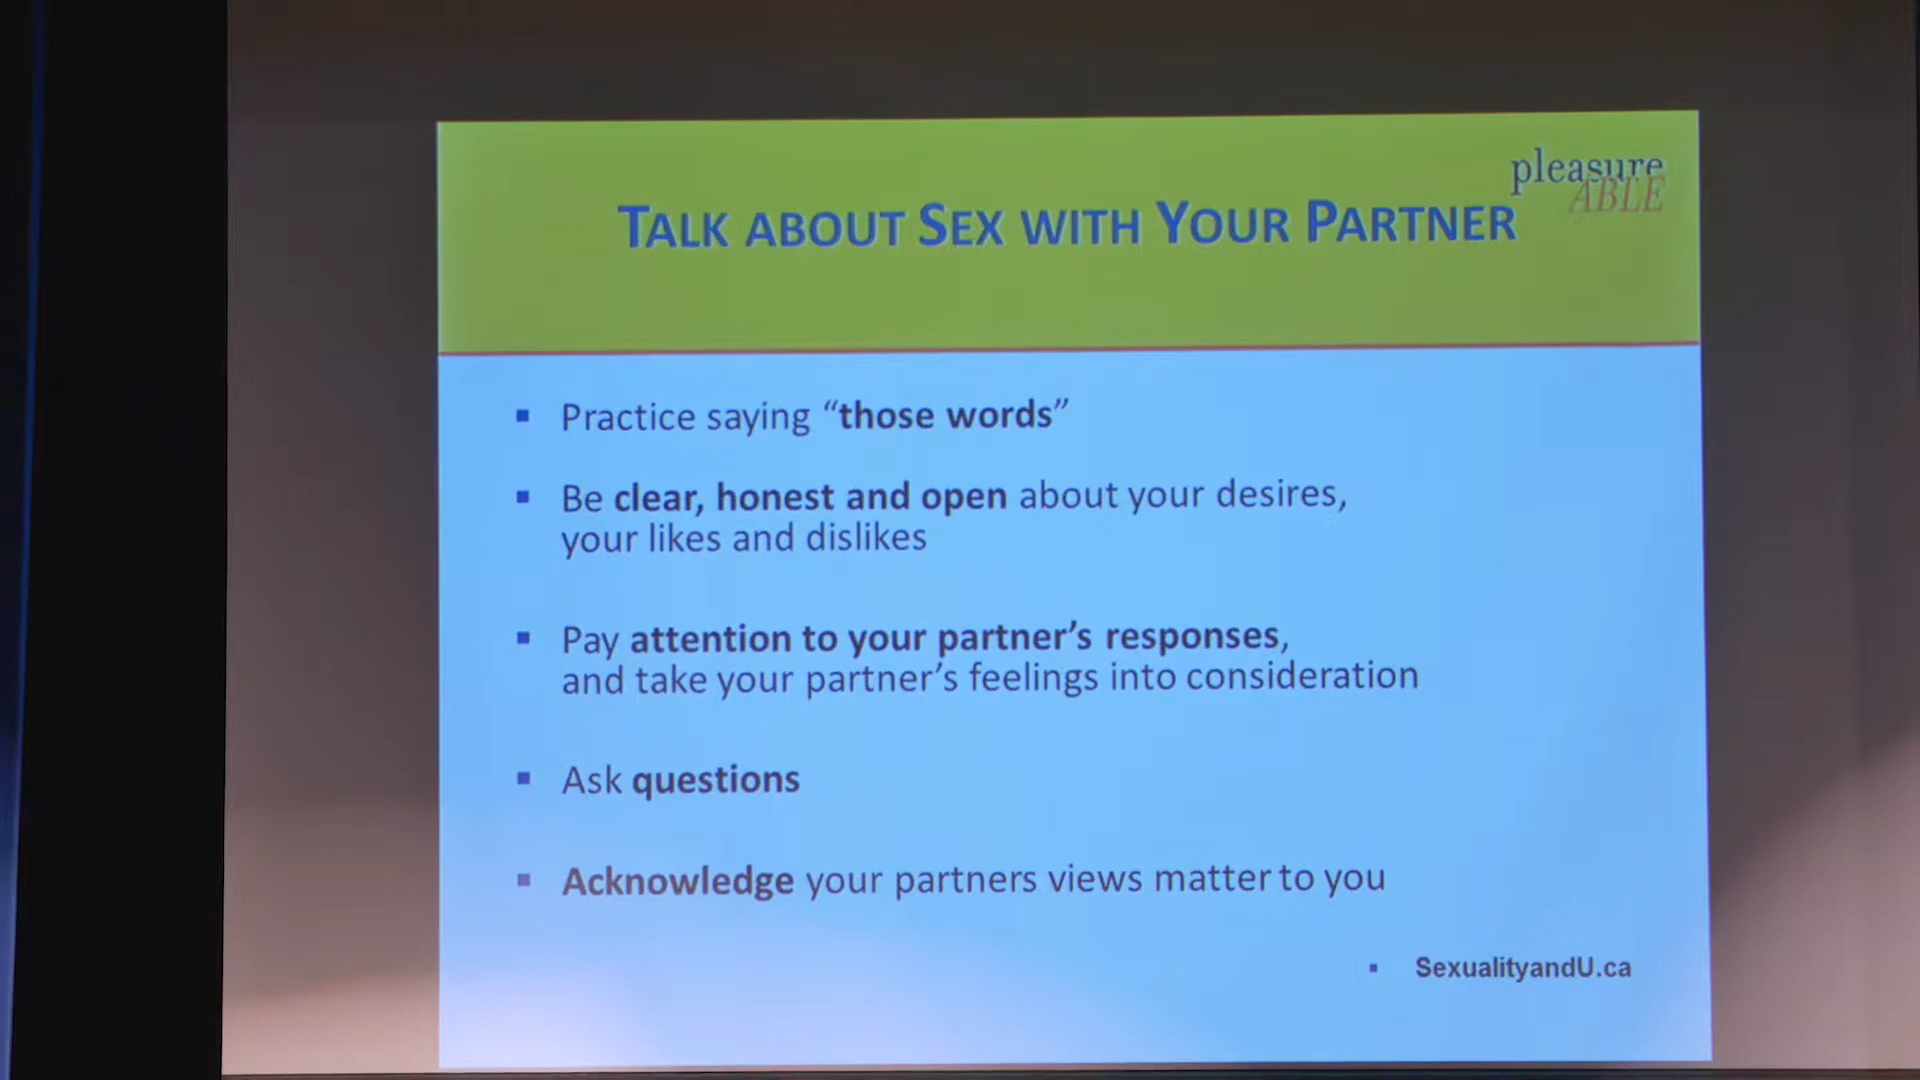 pleasure
ABLE
TALK ABOUT SEX WITH YOUR PARTNER
▪ Practice saying “those words”
▪ Be clear, honest and open about your desires,
your likes and dislikes
▪ Pay attention to your partner’s responses,
and take your partner’s feelings into consideration
▪ Ask questions
▪ Acknowledge your partners views matter to you
▪ SexualityandU.ca